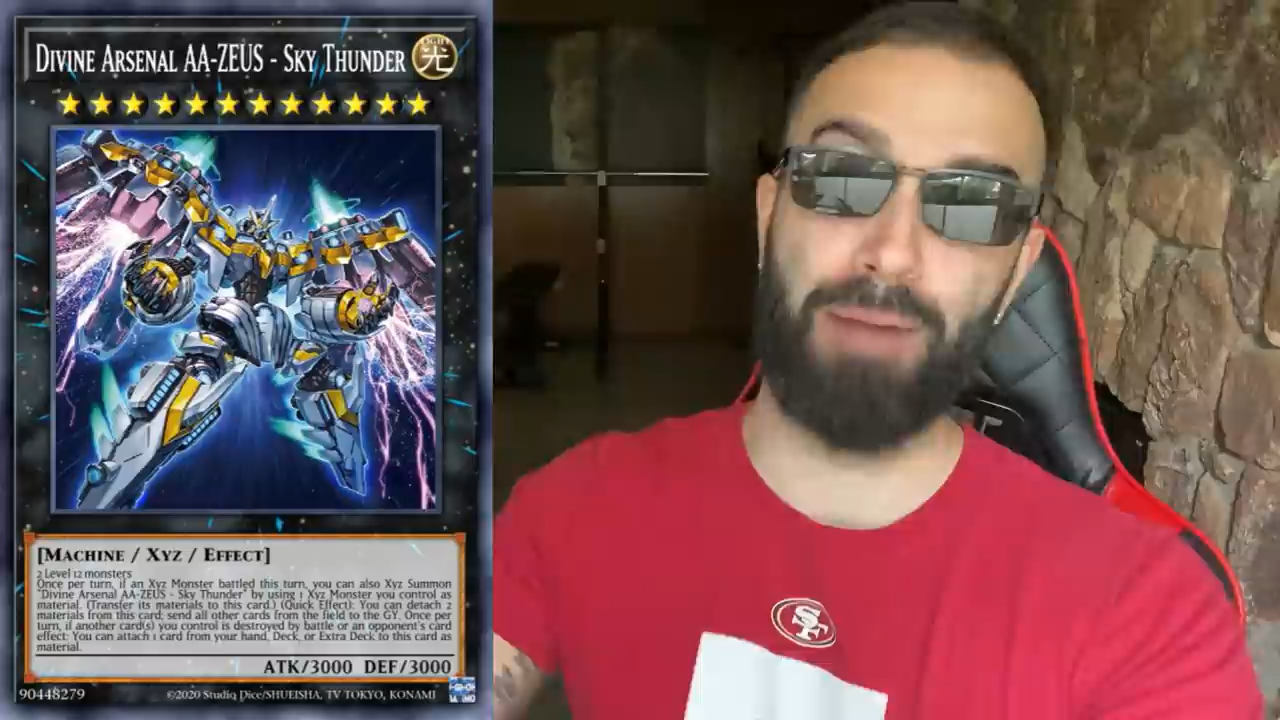 DIVINE ARSENAL AA-ZEUS - SKY THUNDER
LIGHT
光
[MACHINE / XYZ / EFFECT]
2 Level 12 monsters
Once per turn, if an Xyz Monster battled this turn, you can also Xyz Summon
"Divine Arsenal AA-ZEUS - Sky Thunder" by using 1 Xyz Monster you control as
material. (Transfer its materials to this card.) (Quick Effect): You can detach 2
materials from this card; send all other cards from the field to the GY. Once per
turn, if another card(s) you control is destroyed by battle or an opponent's card
effect: You can attach 1 card from your hand, Deck, or Extra Deck to this card as
material.
ATK/3000 DEF/3000
90448279 ©2020 Studio Dice/SHUEISHA, TV TOKYO, KONAMI
SF